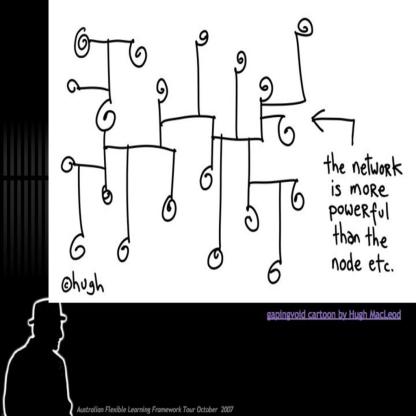 the network
is more
powerful
than the
node etc.
©hugh
gapingvoid cartoon by Hugh MacLeod
Australian Flexible Learning Framework Tour October 2007